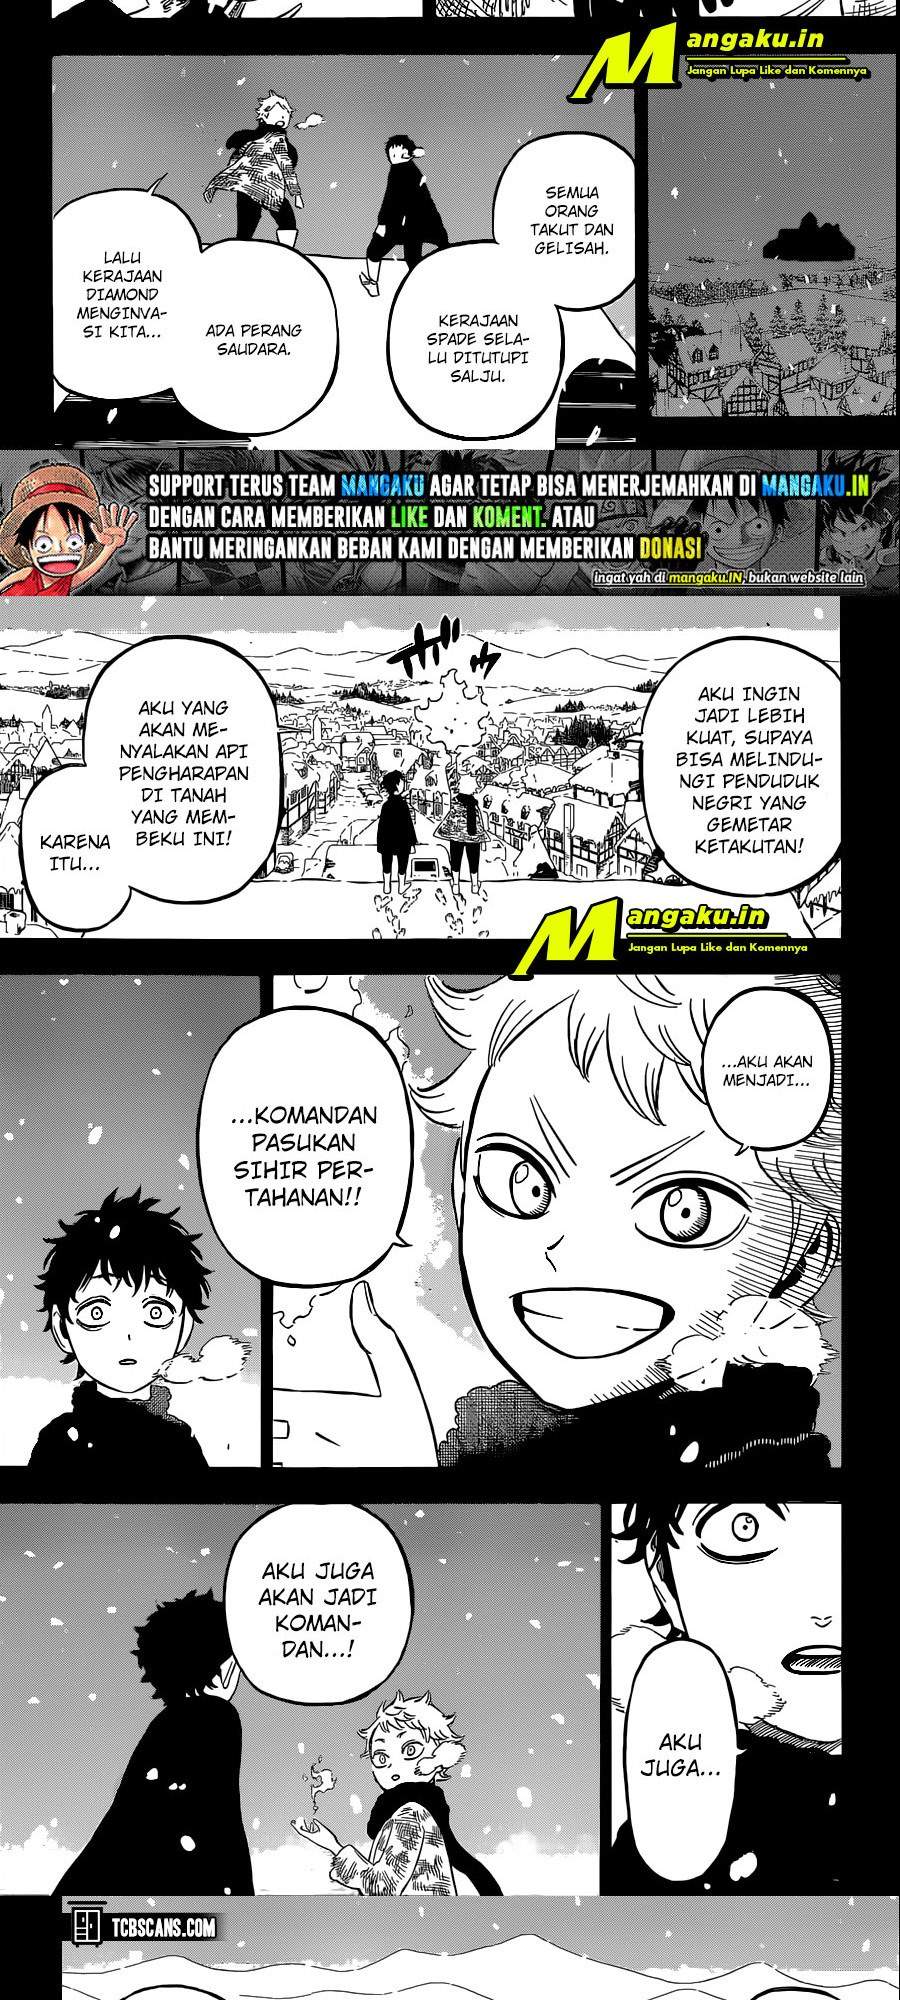 Mangaku.in
Jangan Lupa Like dan Komennya
SEMUA
ORANG
TAKUT DAN
GELISAH.
KERAJAAN
SPADE SELA-
LU DITUTUPI
SALJU.
ADA PERANG
SAUDARA.
LALU
KERAJAAN
DIAMOND
MENGINVA-
SI KITA...
SUPPORT TERUS TEAM MANGAKU AGAR TETAP BISA MENERJEMAHKAN DI MANGAKU.IN
DENGAN CARA MEMBERIKAN LIKE DAN KOMENT. ATAU
BANTU MERINGANKAN BEBAN KAMI DENGAN MEMBERIKAN DONASI
ingat yah di mangaku.IN, bukan website lain
AKU INGIN
JADI LEBIH
KUAT, SUPAYA
BISA MELINDU-
NGI PENDUDUK
NEGRI YANG
GEMETAR
KETAKUTAN!
AKU YANG
AKAN ME-
NYALAKAN API
PENGHARAPAN
DI TANAH
YANG MEM-
BEKU INI!
KARENA
ITU...
Mangaku.in
Jangan Lupa Like dan Komennya
...AKU AKAN
MENJADI...
...KOMANDAN
PASUKAN
SIHIR PER-
TAHANAN!!
AKU
JUGA...
AKU JUGA
AKAN JADI
KOMAN-
DAN...!
TCBSCANS.COM